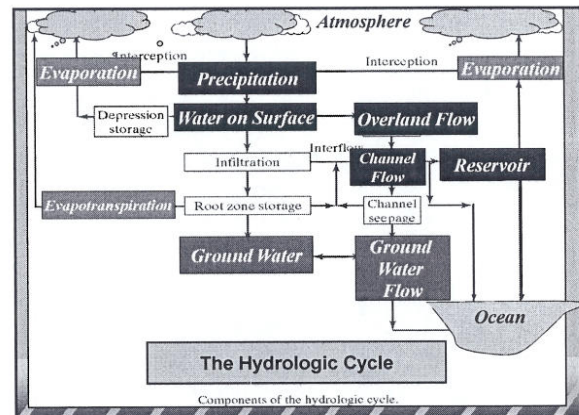 Atmosphere
Interception
Interception
Evaporation
Precipitation
Evaporation
Depression
storage
Water on Surface
Overland Flow
Interflow
Infiltration
Channel
Flow
Reservoir
Evapotranspiration
Root zone storage
Channel
seepage
Ground Water
Ground
Water
Flow
Ocean
The Hydrologic Cycle
Components of the hydrologic cycle.